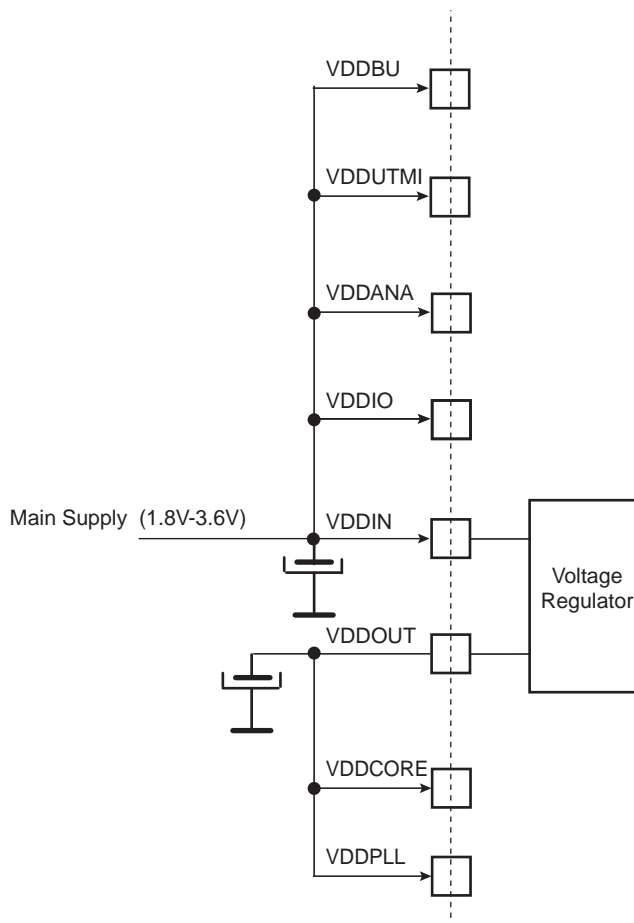 VDDBU
VDDUTMI
VDDANA
VDDIO
Main Supply (1.8V-3.6V)
VDDIN
Voltage
Regulator
VDDOUT
VDDCORE
VDDPLL